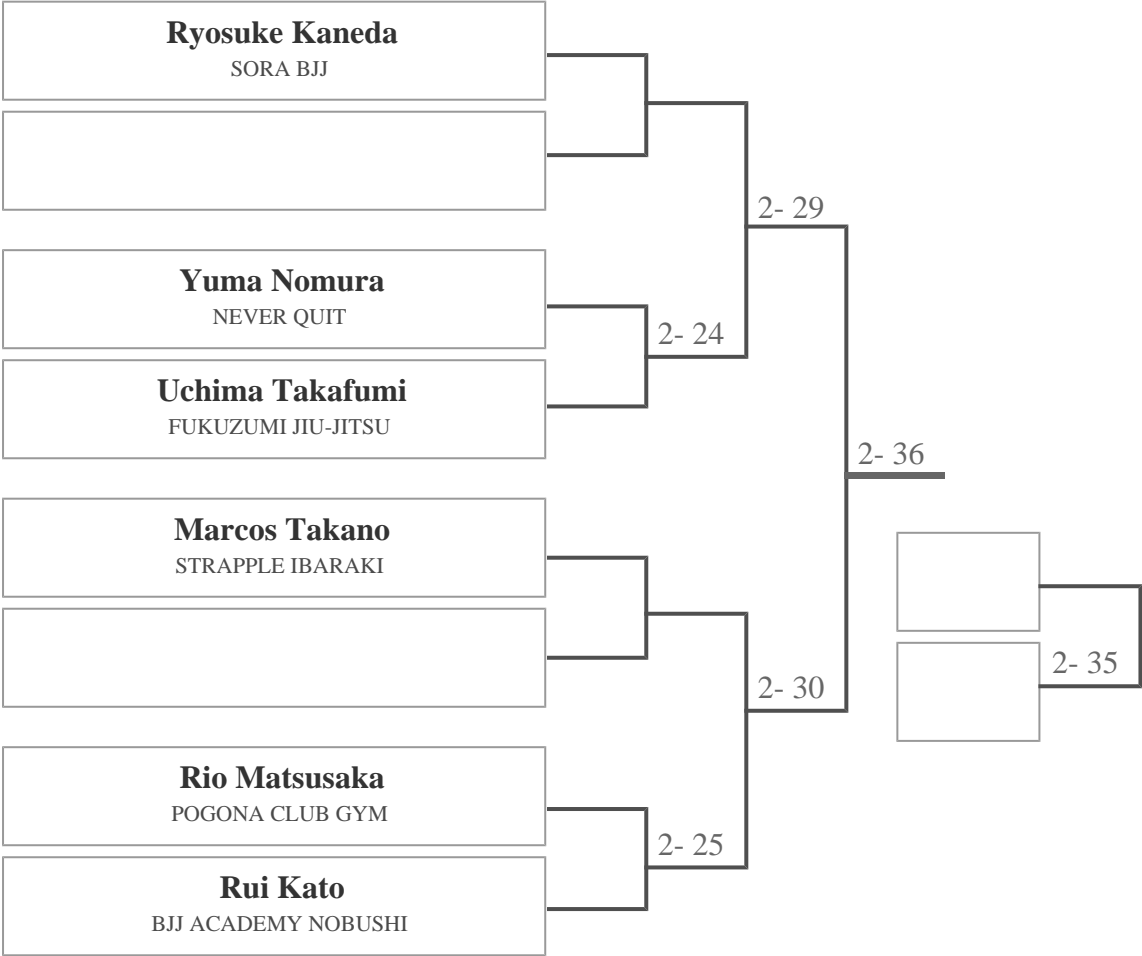 Ryosuke Kaneda
SORA BJJ
2- 29
Yuma Nomura
NEVER QUIT
2- 24
Uchima Takafumi
FUKUZUMI JIU-JITSU
2- 36
Marcos Takano
STRAPPLE IBARAKI
2- 35
2- 30
Rio Matsusaka
POGONA CLUB GYM
2- 25
Rui Kato
BJJ ACADEMY NOBUSHI